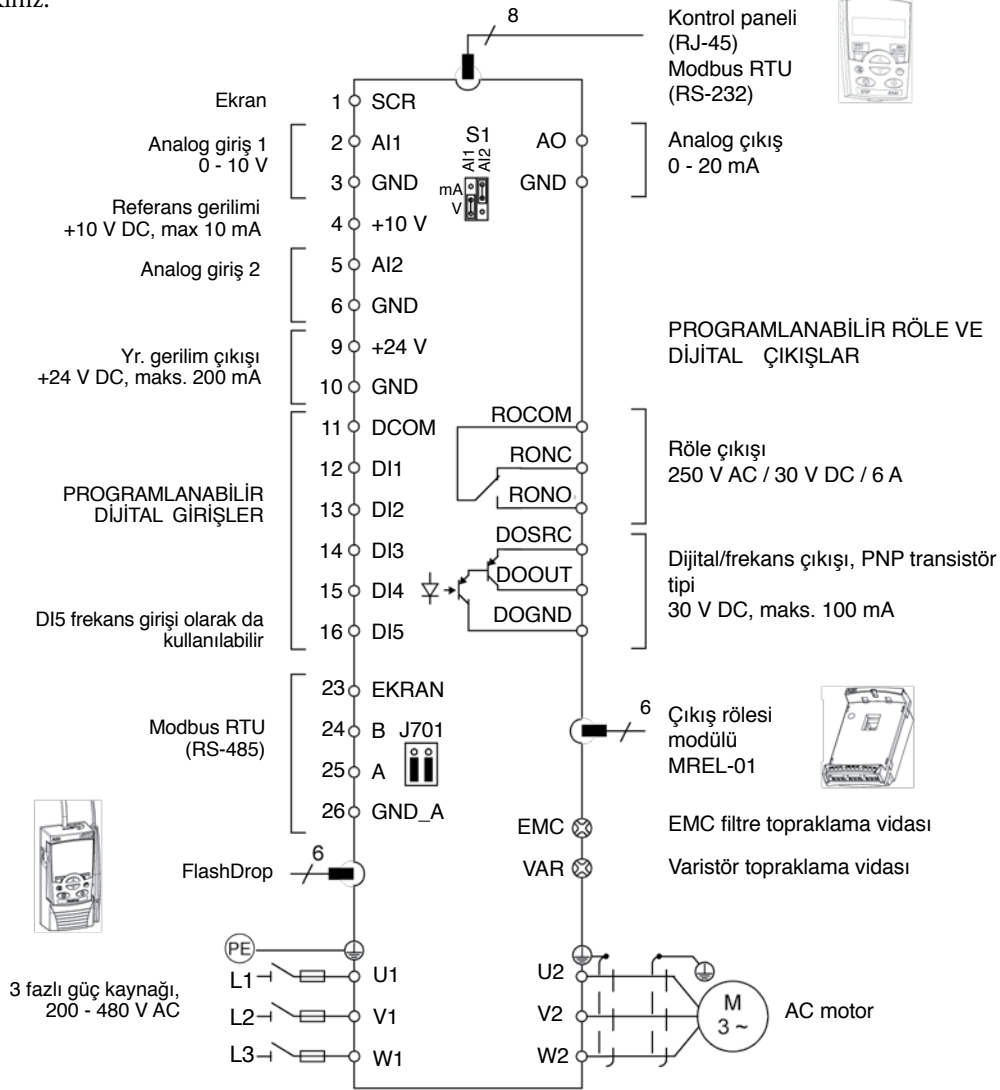 8
Kontrol paneli
(RJ-45)
Modbus RTU
(RS-232)
Ekran
1 SCR
Analog giriş 1
0 - 10 V
2 AI1
3 GND
S1
AI1
AI2
mA
V
AO
GND
Analog çıkış
0 - 20 mA
Referans gerilimi
+10 V DC, max 10 mA
4 +10 V
Analog giriş 2
5 AI2
6 GND
Yr. gerilim çıkışı
+24 V DC, maks. 200 mA
9 +24 V
10 GND
PROGRAMLANABİLİR RÖLE VE
DİJİTAL ÇIKIŞLAR
PROGRAMLANABİLİR
DİJİTAL GİRİŞLER
DI5 frekans girişi olarak da
kullanılabilir
11 DCOM
12 DI1
13 DI2
14 DI3
15 DI4
16 DI5
ROCOM
RONC
RONO
Röle çıkışı
250 V AC / 30 V DC / 6 A
DOSRC
DOOUT
DOGND
Dijital/frekans çıkışı, PNP transistör
tipi
30 V DC, maks. 100 mA
Modbus RTU
(RS-485)
23 EKRAN
24 B J701
25 A
26 GND_A
6
Çıkış rölesi
modülü
MREL-01
EMC
EMC filtre topraklama vidası
VAR
Varistör topraklama vidası
FlashDrop
6
PE
3 fazlı güç kaynağı,
200 - 480 V AC
L1 U1
L2 V1
L3 W1
U2
V2
W2
M
3 ~
AC motor